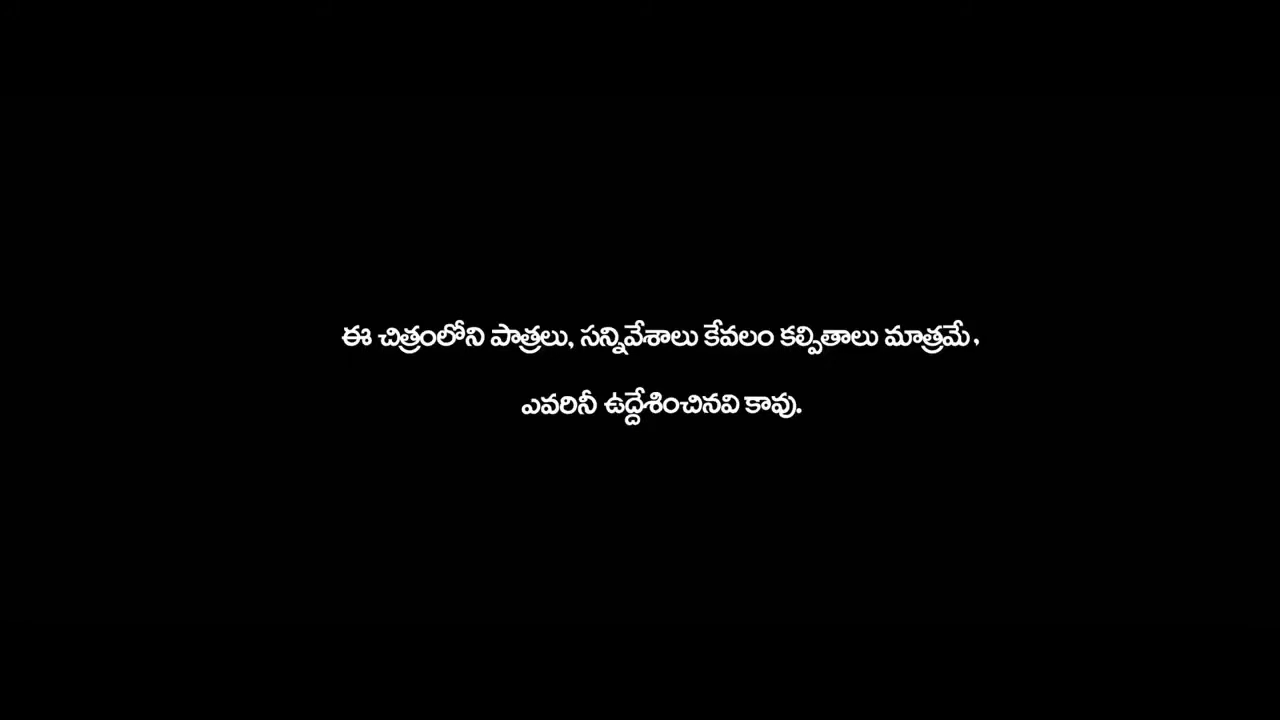 ఈ చిత్రంలోని పాత్రలు, సన్నివేశాలు కేవలం కల్పితాలు మాత్రమే,
ఎవరినీ ఉద్దేశించినవి కావు.